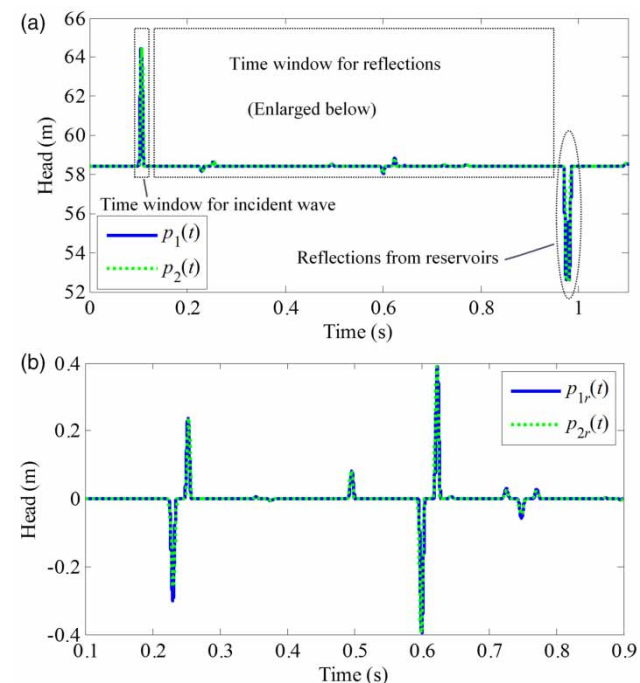 (a)
66
64
62
60
58
56
54
52
Head (m)
Time window for reflections
(Enlarged below)
Time window for incident wave
p1(t)
p2(t)
Reflections from reservoirs
0 0.2 0.4 0.6 0.8 1
Time (s)
(b)
0.4
0.2
0
-0.2
-0.4
Head (m)
p1r(t)
p2r(t)
0.1 0.2 0.3 0.4 0.5 0.6 0.7 0.8 0.9
Time (s)